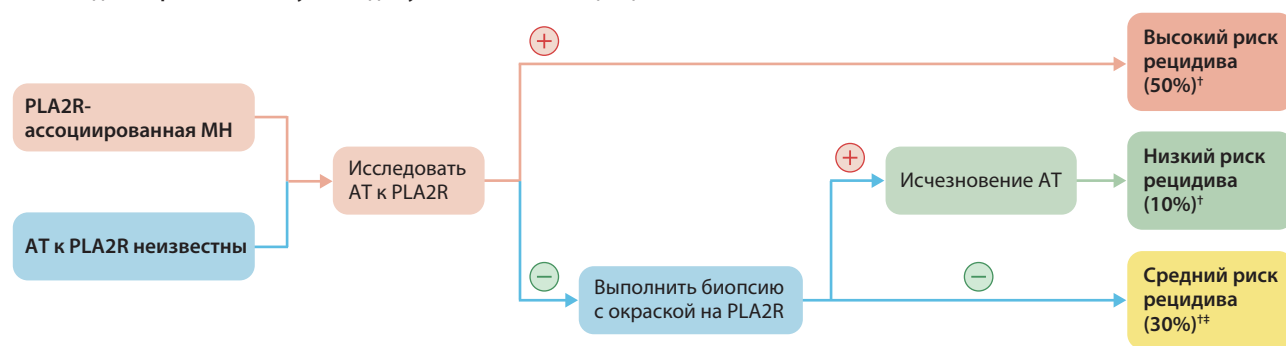 PLA2R-
ассоциированная МН
АТ к PLA2R неизвестны
Исследовать
АТ к PLA2R
+
−
Выполнить биопсию
с окраской на PLA2R
+
−
Исчезновение АТ
Высокий риск
рецидива
(50%)†
Низкий риск
рецидива
(10%)†
Средний риск
рецидива
(30%)†‡